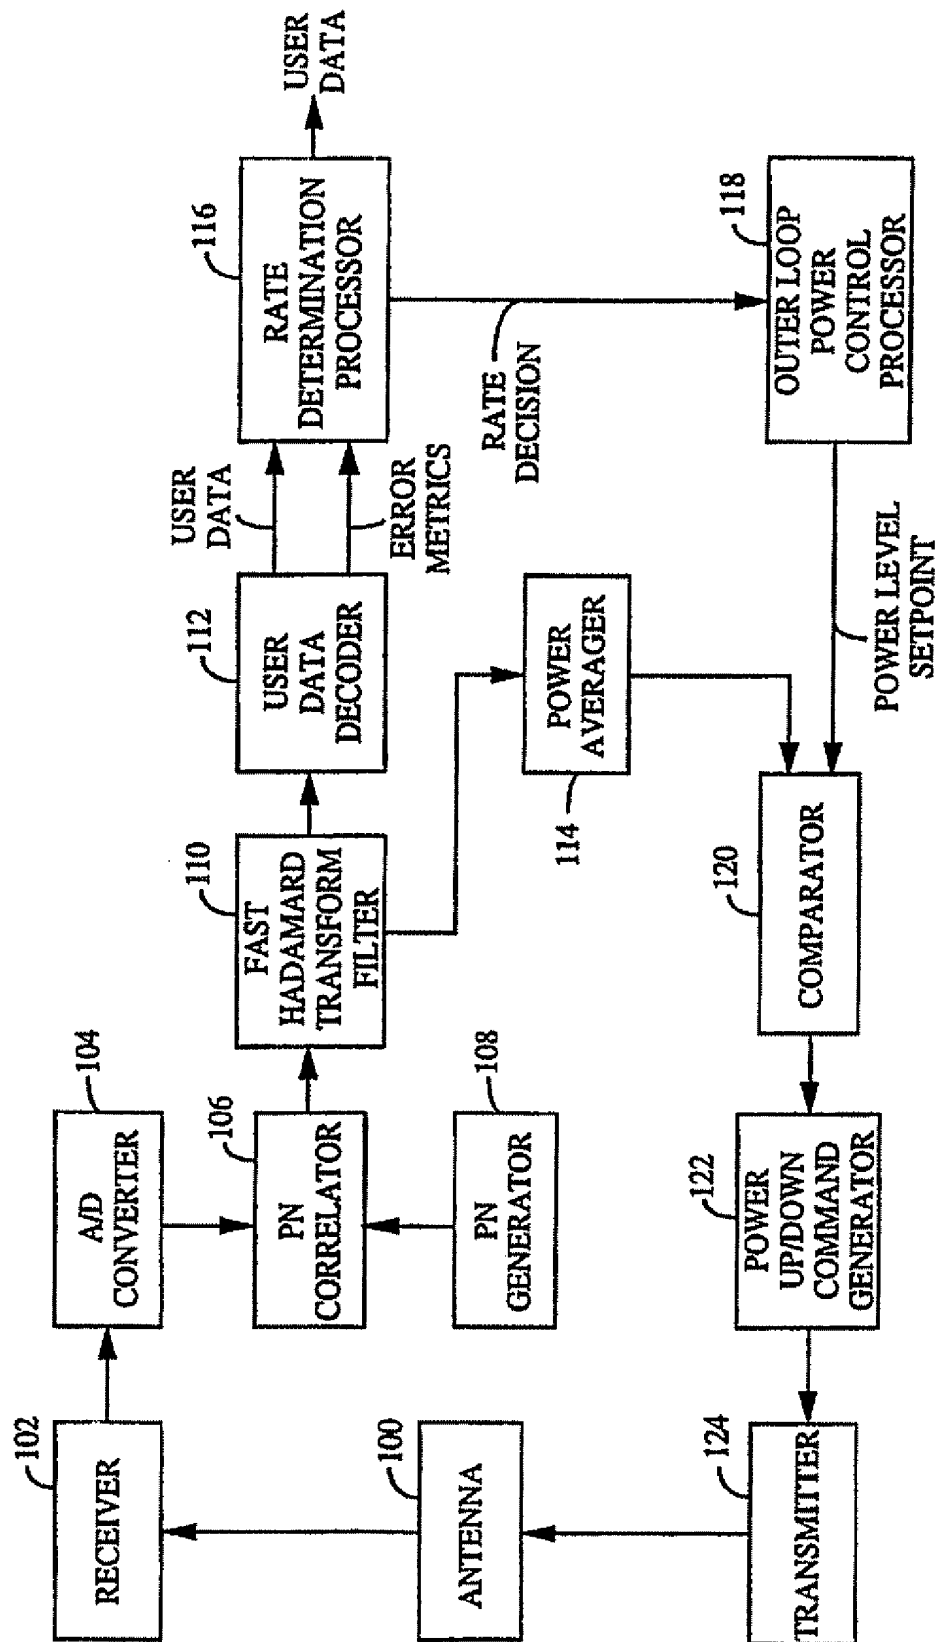 102
RECEIVER
104
A/D
CONVERTER
106
PN
CORRELATOR
108
PN
GENERATOR
110
FAST
HADAMARD
TRANSFORM
FILTER
112
USER
DATA
DECODER
USER
DATA
ERROR
METRICS
116
RATE
DETERMINATION
PROCESSOR
USER
DATA
100
ANTENNA
114
POWER
AVERAGER
RATE
DECISION
124
TRANSMITTER
122
POWER
UP/DOWN
COMMAND
GENERATOR
120
COMPARATOR
POWER LEVEL
SETPOINT
118
OUTER LOOP
POWER
CONTROL
PROCESSOR